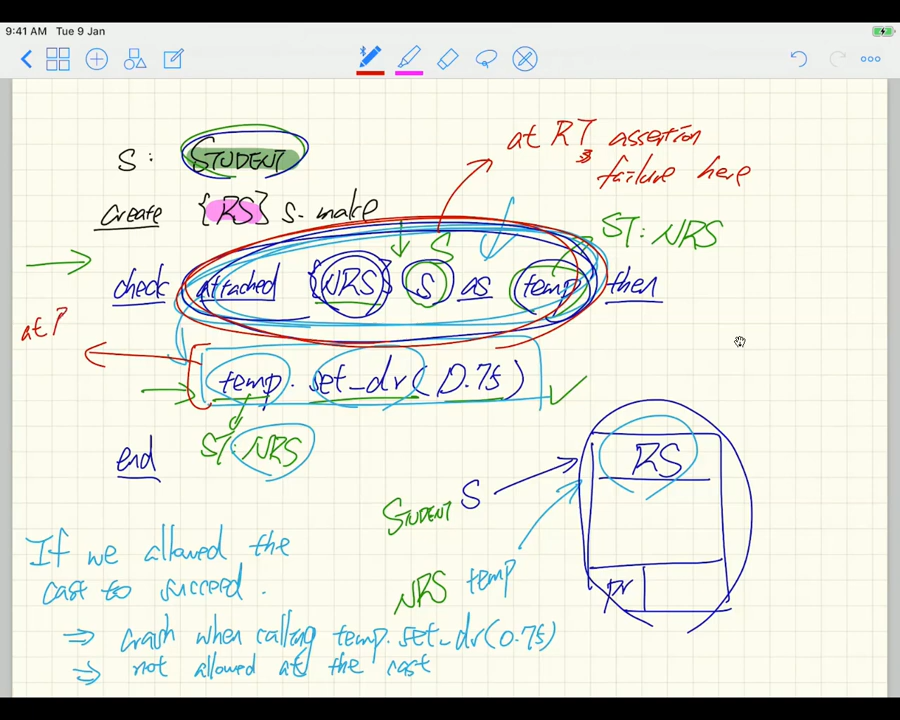 9:41 AM Tue 9 Jan
at RT assertion
failure here
S: STUDENT
create {RS} s.make
ST: NRS
S
check attached {NRS} s as temp then
at?
temp.set_dr(0.75)
ST: NRS
end
RS
STUDENT S
NRS temp
pr
If we allowed the
cast to succeed.
⇒ crash when calling temp.set_dr(0.75)
⇒ not allowed at the cast